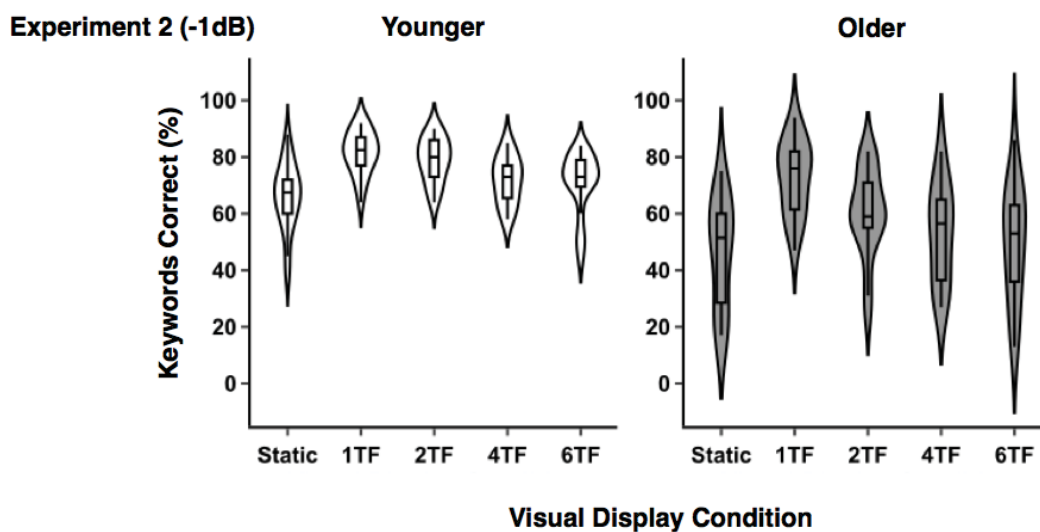 Experiment 2 (-1dB) Younger Older
Keywords Correct (%)
100 100
80 80
60 60
40 40
20 20
0 0
Static 1TF 2TF 4TF 6TF Static 1TF 2TF 4TF 6TF
Visual Display Condition